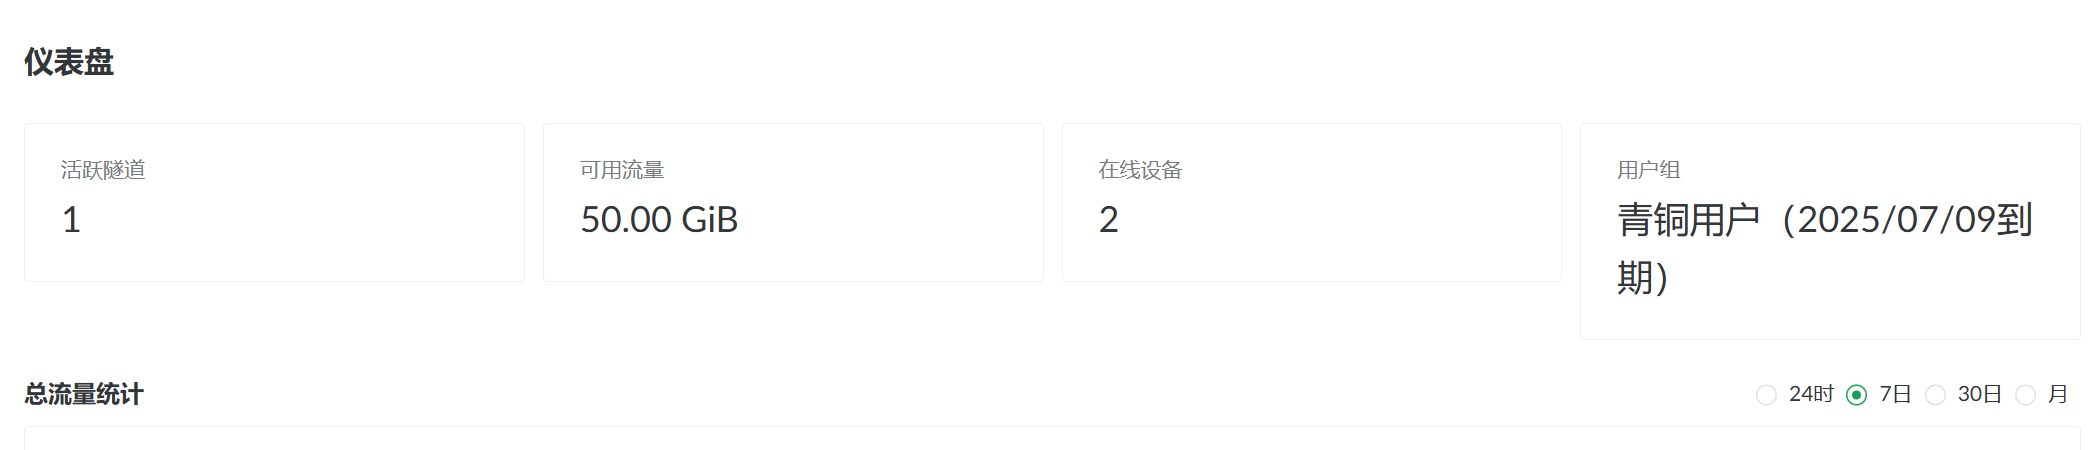 仪表盘
活跃隧道
1
可用流量
50.00 GiB
在线设备
2
用户组
青铜用户（2025/07/09到
期）
总流量统计
24时 7日 30日 月